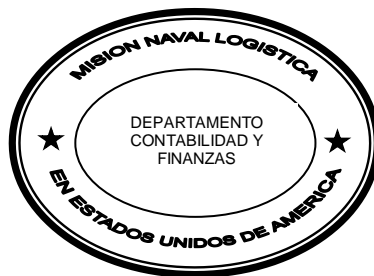 MISION NAVAL LOGISTICA
DEPARTAMENTO
CONTABILIDAD Y
FINANZAS
EN ESTADOS UNIDOS DE AMERICA